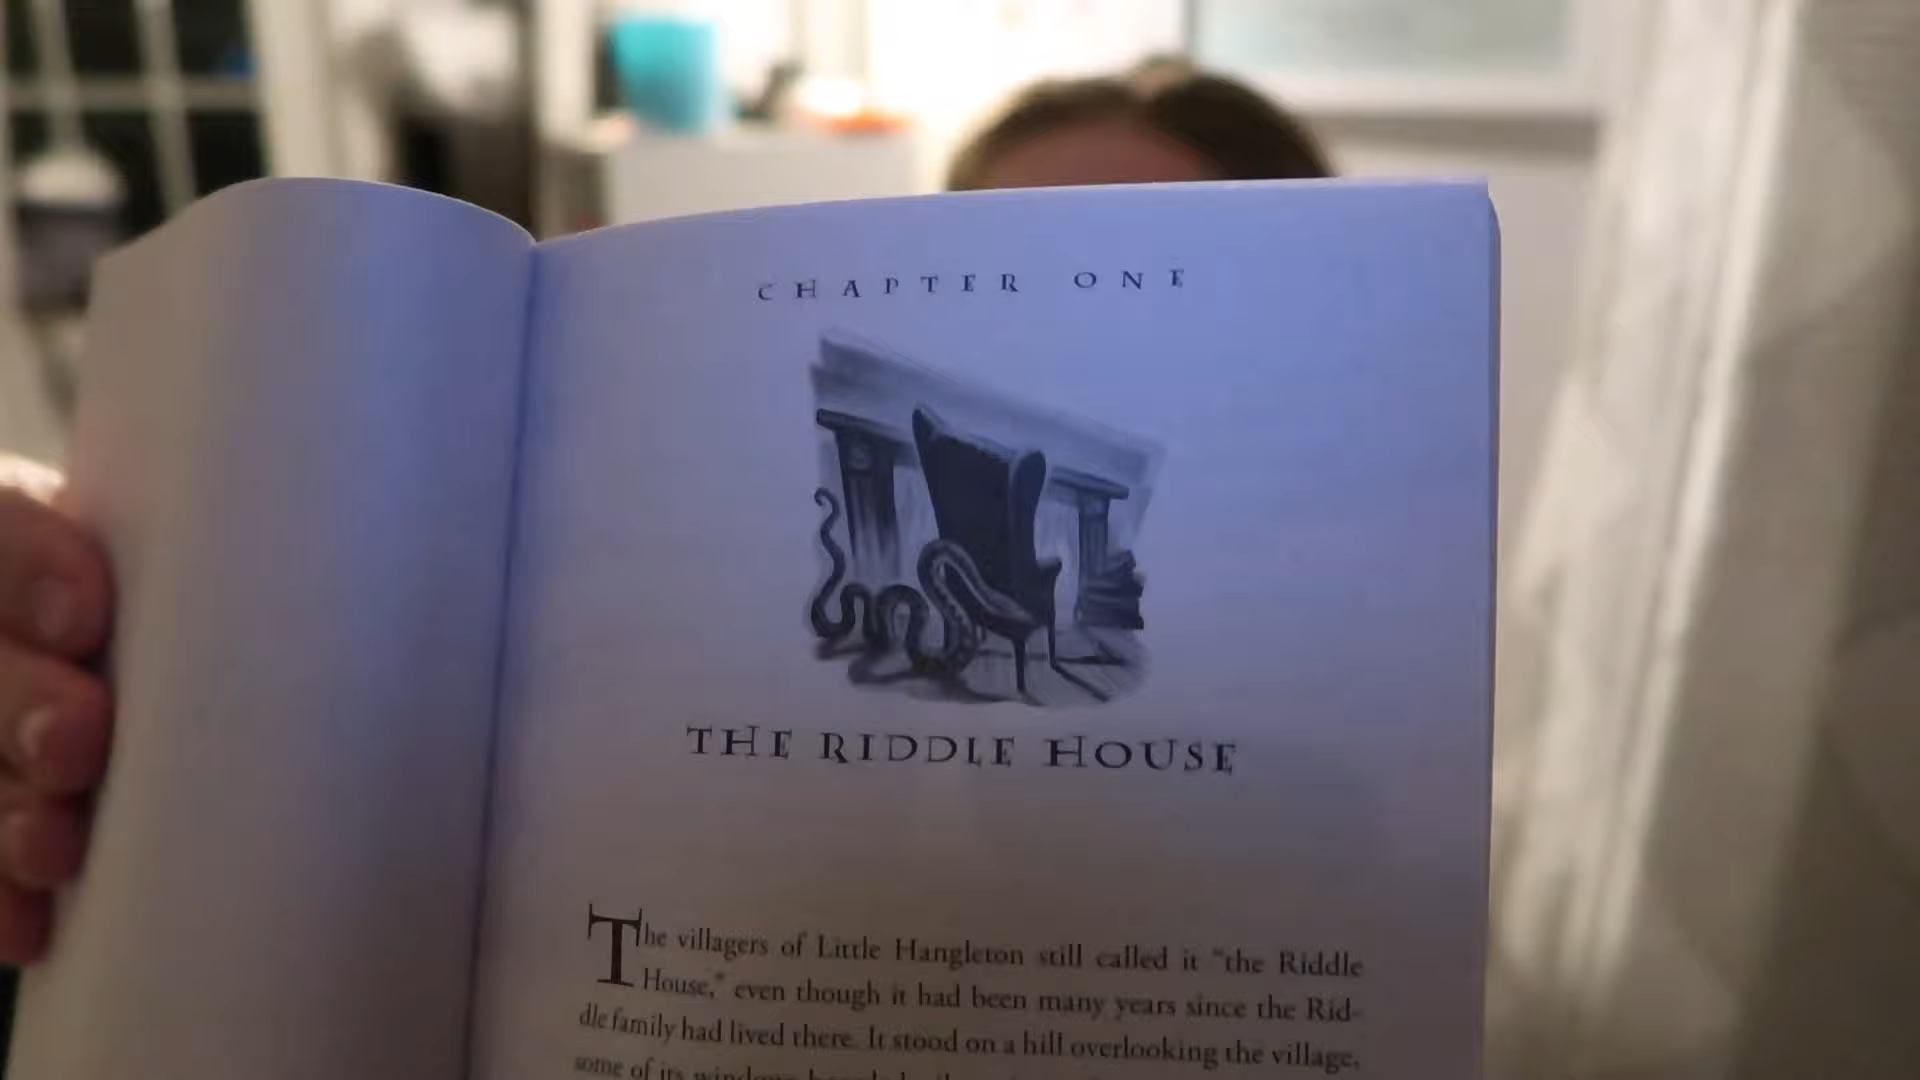 CHAPTER ONE
THE RIDDLE HOUSE
The villagers of Little Hangleton still called it "the Riddle
House," even though it had been many years since the Rid-
dle family had lived there. It stood on a hill overlooking the village,
some of its windows